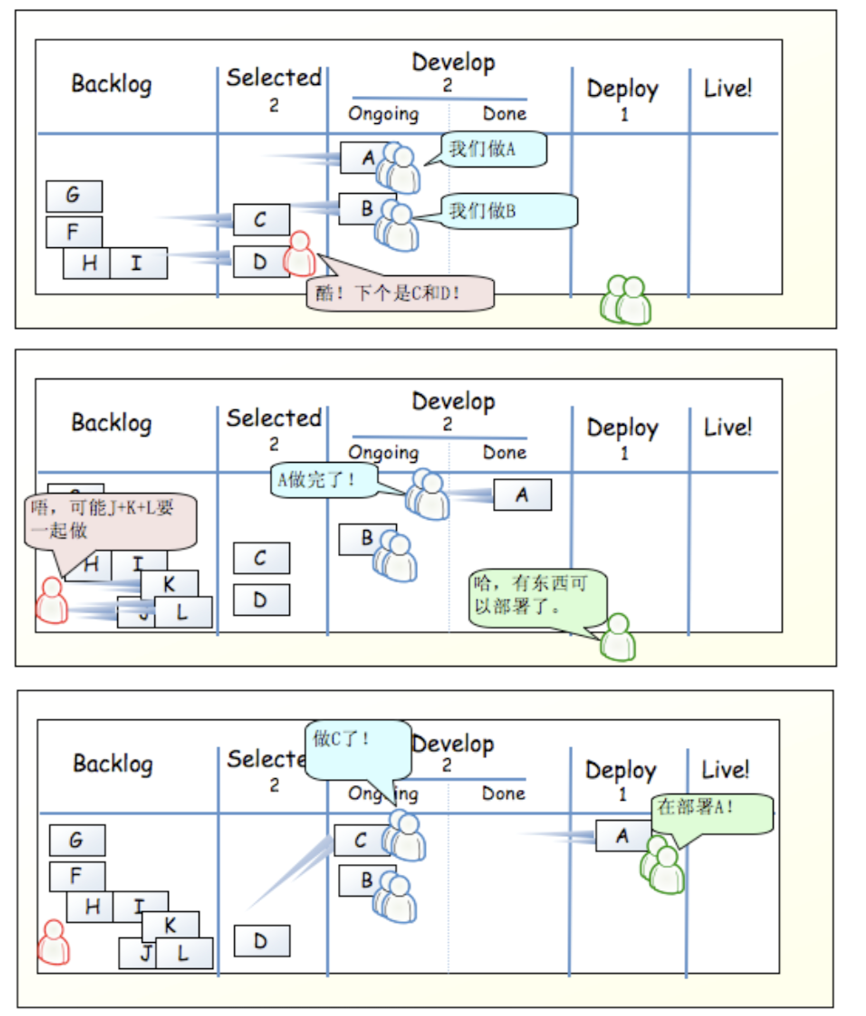 Backlog
Selected
2
Develop
2
Ongoing
Done
Deploy
1
Live!
A
我们做A
G
B
我们做B
C
F
H
I
D
酷！下个是C和D！
Backlog
Selected
2
Develop
2
Ongoing
Done
Deploy
1
Live!
A做完了！
A
唔，可能J+K+L要
一起做
B
H
I
C
K
D
J
L
哈，有东西可
以部署了。
做C了！
Backlog
Selecte
2
Develop
2
Ongoing
Done
Deploy
1
Live!
在部署A！
G
C
A
F
B
H
I
K
D
J
L